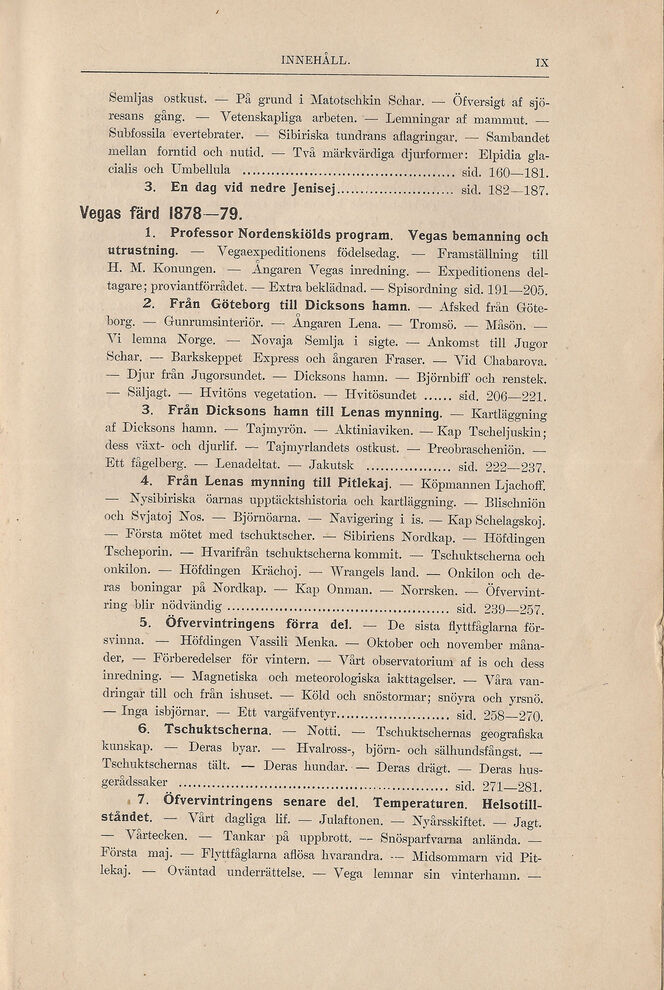 INNEHÅLL. IX
Semljas ostkust. — På grund i Matotschkin Schar. — Öfversigt af sjö-
resans gång. — Vetenskapliga arbeten. — Lemningar af mammut. —
Subfossila evertebrater. — Sibiriska tundrans aflagringar. — Sambandet
mellan forntid och nutid. — Två märkvärdiga djurformer: Elpidia gla-
cialis och Umbellula ............................................. sid. 160—181.
3. En dag vid nedre Jenisej......................... sid. 182—187.
Vegas färd 1878—79.
1. Professor Nordenskiölds program. Vegas bemanning och
utrustning. — Vegaexpeditionens födelsedag. — Framställning till
H. M. Konungen. — Ångaren Vegas inredning. — Expeditionens del-
tagare; proviantförrådet. — Extra beklädnad. — Spisordning sid. 191—205.
2. Från Göteborg till Dicksons hamn. — Afsked från Göte-
borg. — Gunrumsinteriör. — Ångaren Lena. — Tromsö. — Måsön. —
Vi lemna Norge. — Novaja Semlja i sigte. — Ankomst till Jugor
Schar. — Barkskeppet Express och ångaren Fraser. — Vid Chabarova.
— Djur från Jugorsundet. — Dicksons hamn. — Björnbiff och renstek.
— Säljagt. — Hvitöns vegetation. — Hvitösundet ...... sid. 206—221.
3. Från Dicksons hamn till Lenas mynning. — Kartläggning
af Dicksons hamn. — Tajmyrön. — Aktiniaviken. — Kap Tscheljuskin;
dess växt- och djurlif. — Tajmyrlandets ostkust. — Preobrascheniön. —
Ett fågelberg. — Lenadeltat. — Jakutsk .................. sid. 222—237.
4. Från Lenas mynning till Pitlekaj. — Köpmannen Ljachoff.
— Nysibiriska öarnas upptäcktshistoria och kartläggning. — Blischniön
och Svjatoj Nos. — Björnöarna. — Navigering i is. — Kap Schelagskoj.
— Första mötet med tschuktscher. — Sibiriens Nordkap. — Höfdingen
Tscheporin. — Hvarifrån tschuktscherna kommit. — Tschuktscherna och
onkilon. — Höfdingen Krächoj. — Wrangels land. — Onkilon och de-
ras boningar på Nordkap. — Kap Onman. — Norrsken. — Öfvervint-
ring blir nödvändig ................................................ sid. 239—257.
5. Öfvervintringens förra del. — De sista flyttfåglarna för-
svinna. — Höfdingen Vassili Menka. — Oktober och november måna-
der. — Förberedelser för vintern. — Vårt observatorium af is och dess
inredning. — Magnetiska och meteorologiska iakttagelser. — Våra van-
dringar till och från ishuset. — Köld och snöstormar; snöyra och yrsnö.
— Inga isbjörnar. — Ett vargäfventyr......................... sid. 258—270.
6. Tschuktscherna. — Notti. — Tschuktschernas geografiska
kunskap. — Deras byar. — Hvalross-, björn- och sälhundsfångst. —
Tschuktschernas tält. — Deras hundar. — Deras drägt. — Deras hus-
gerådssaker .......................................................... sid. 271—281.
7. Öfvervintringens senare del. Temperaturen. Helsotill-
ståndet. — Vårt dagliga lif. — Julaftonen. — Nyårsskiftet. — Jagt.
— Vårtecken. — Tankar på uppbrott. — Snösparfvarna anlända. —
Första maj. — Flyttfåglarna aflösa hvarandra. — Midsommarn vid Pit-
lekaj. — Oväntad underrättelse. — Vega lemnar sin vinterhamn. —